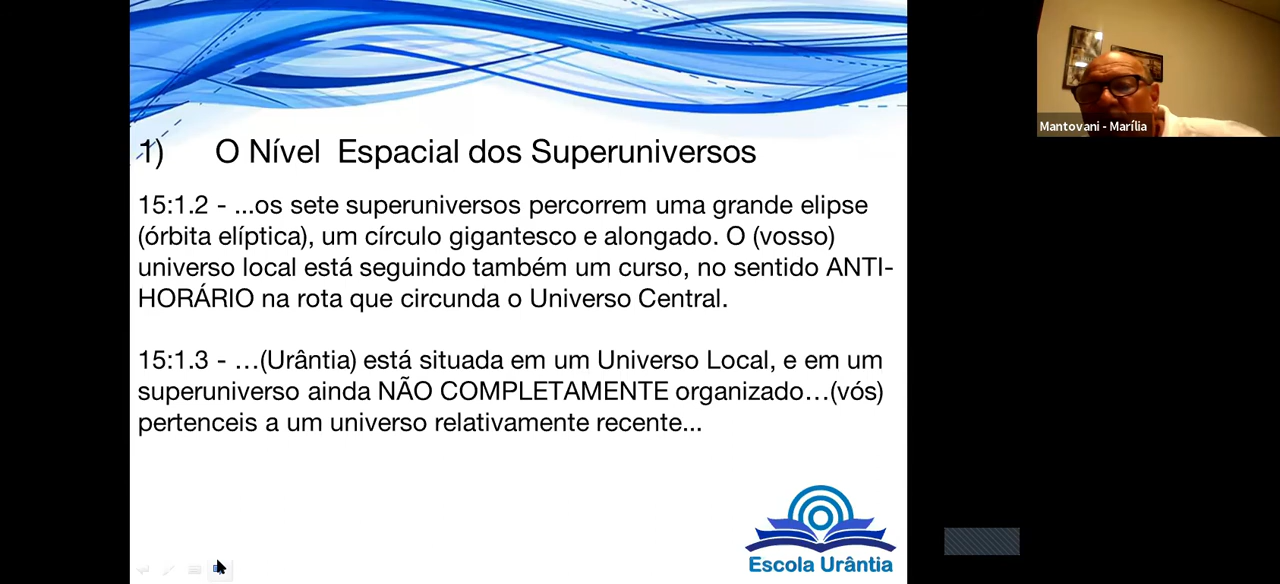 1) O Nível Espacial dos Superuniversos
15:1.2 - ...os sete superuniversos percorrem uma grande elipse
(órbita elíptica), um círculo gigantesco e alongado. O (vosso)
universo local está seguindo também um curso, no sentido ANTI-
HORÁRIO na rota que circunda o Universo Central.
15:1.3 - …(Urântia) está situada em um Universo Local, e em um
superuniverso ainda NÃO COMPLETAMENTE organizado…(vós)
pertenceis a um universo relativamente recente...
Escola Urântia
Mantovani - Marília